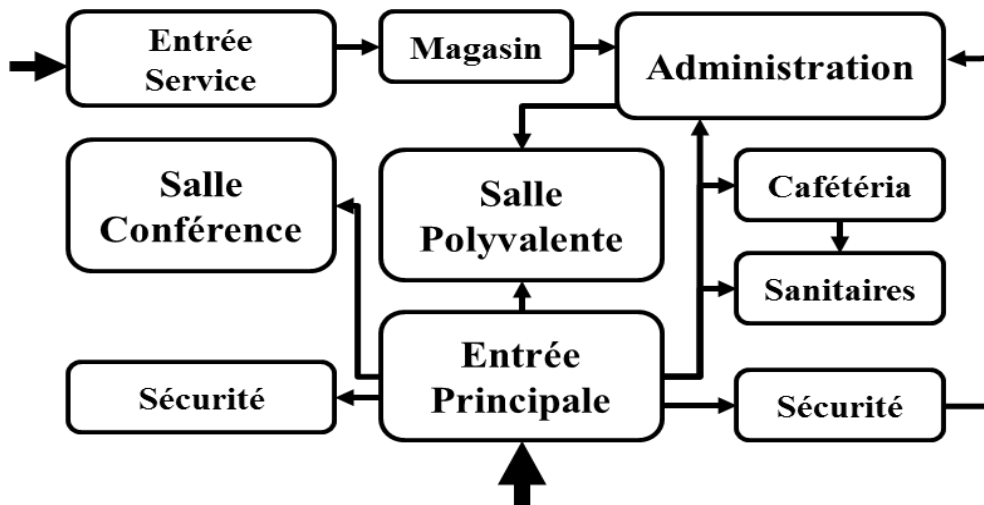 Entrée
Service
Magasin
Administration
Salle
Conférence
Salle
Polyvalente
Cafétéria
Sanitaires
Entrée
Principale
Sécurité
Sécurité